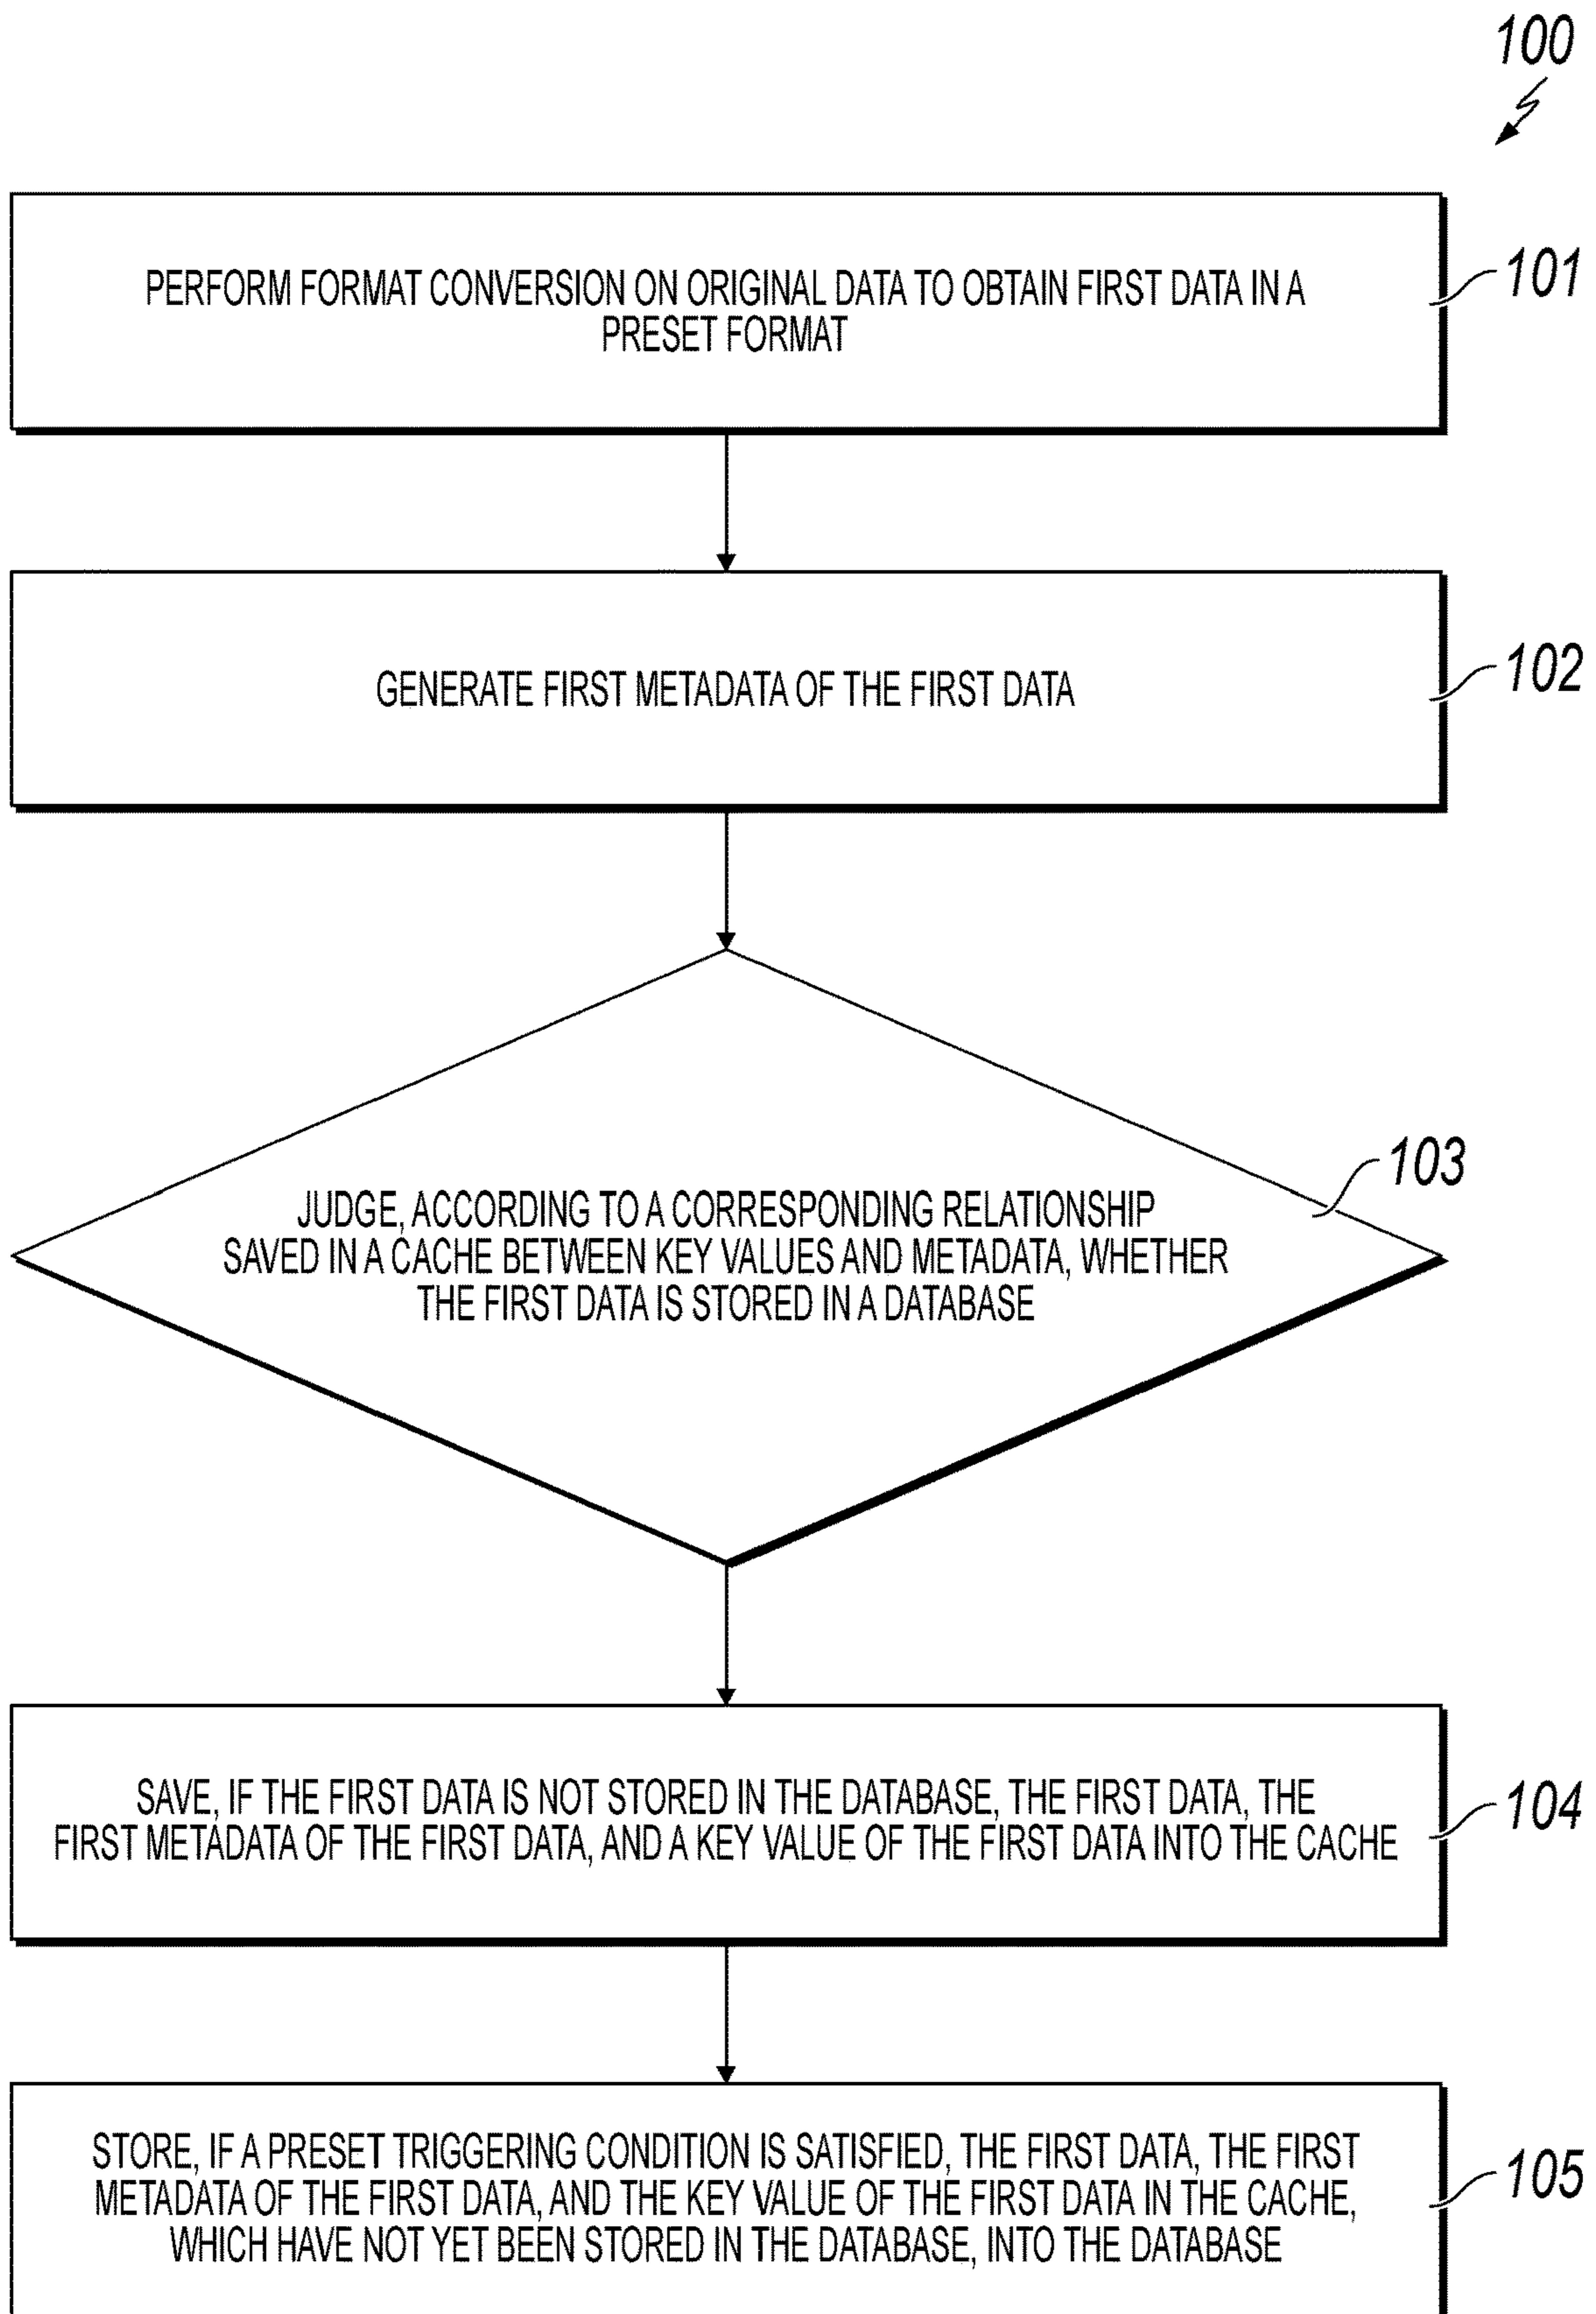 100
PERFORM FORMAT CONVERSION ON ORIGINAL DATA TO OBTAIN FIRST DATA IN A
PRESET FORMAT
101
GENERATE FIRST METADATA OF THE FIRST DATA
102
JUDGE, ACCORDING TO A CORRESPONDING RELATIONSHIP
SAVED IN A CACHE BETWEEN KEY VALUES AND METADATA, WHETHER
THE FIRST DATA IS STORED IN A DATABASE
103
SAVE, IF THE FIRST DATA IS NOT STORED IN THE DATABASE, THE FIRST DATA, THE
FIRST METADATA OF THE FIRST DATA, AND A KEY VALUE OF THE FIRST DATA INTO THE CACHE
104
STORE, IF A PRESET TRIGGERING CONDITION IS SATISFIED, THE FIRST DATA, THE FIRST
METADATA OF THE FIRST DATA, AND THE KEY VALUE OF THE FIRST DATA IN THE CACHE,
WHICH HAVE NOT YET BEEN STORED IN THE DATABASE, INTO THE DATABASE
105